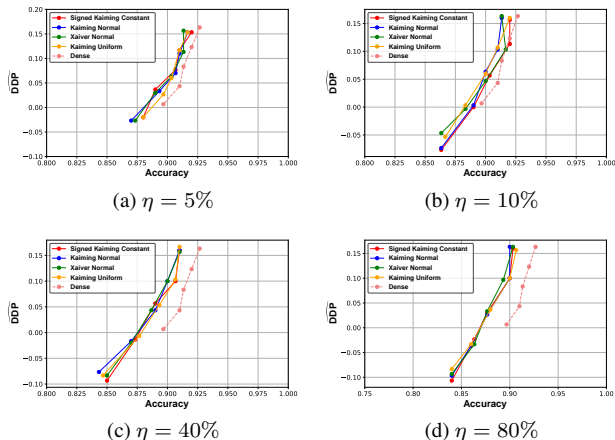 0.20
0.15
0.10
0.05
0.00
−0.05
−0.10
DDP
Signed Kaiming Constant
Kaiming Normal
Xaiver Normal
Kaiming Uniform
Dense
0.800 0.825 0.850 0.875 0.900 0.925 0.950 0.975 1.000
Accuracy
(a) η = 5%
0.15
0.10
0.05
0.00
−0.05
DDP
Signed Kaiming Constant
Kaiming Normal
Xaiver Normal
Kaiming Uniform
Dense
0.800 0.825 0.850 0.875 0.900 0.925 0.950 0.975 1.000
Accuracy
(b) η = 10%
0.15
0.10
0.05
0.00
−0.05
−0.10
DDP
Signed Kaiming Constant
Kaiming Normal
Xaiver Normal
Kaiming Uniform
Dense
0.800 0.825 0.850 0.875 0.900 0.925 0.950 0.975 1.000
Accuracy
(c) η = 40%
0.15
0.10
0.05
0.00
−0.05
−0.10
DDP
Signed Kaiming Constant
Kaiming Normal
Xaiver Normal
Kaiming Uniform
Dense
0.75 0.80 0.85 0.90 0.95 1.00
Accuracy
(d) η = 80%